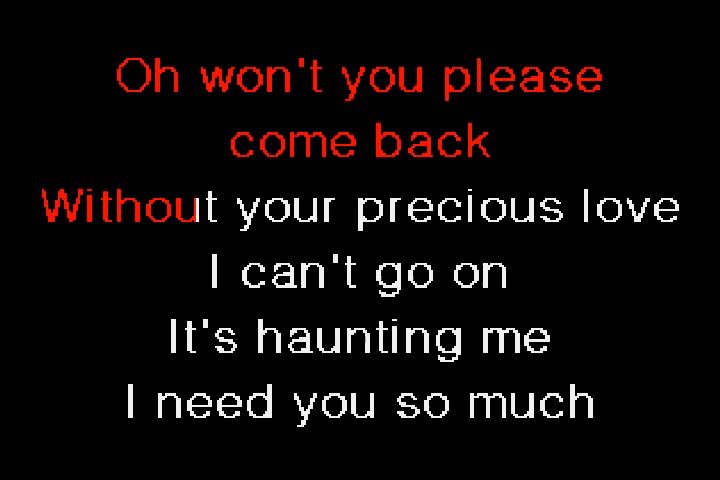 Oh won't you please
come back
Without your precious love
I can't go on
It's haunting me
I need you so much